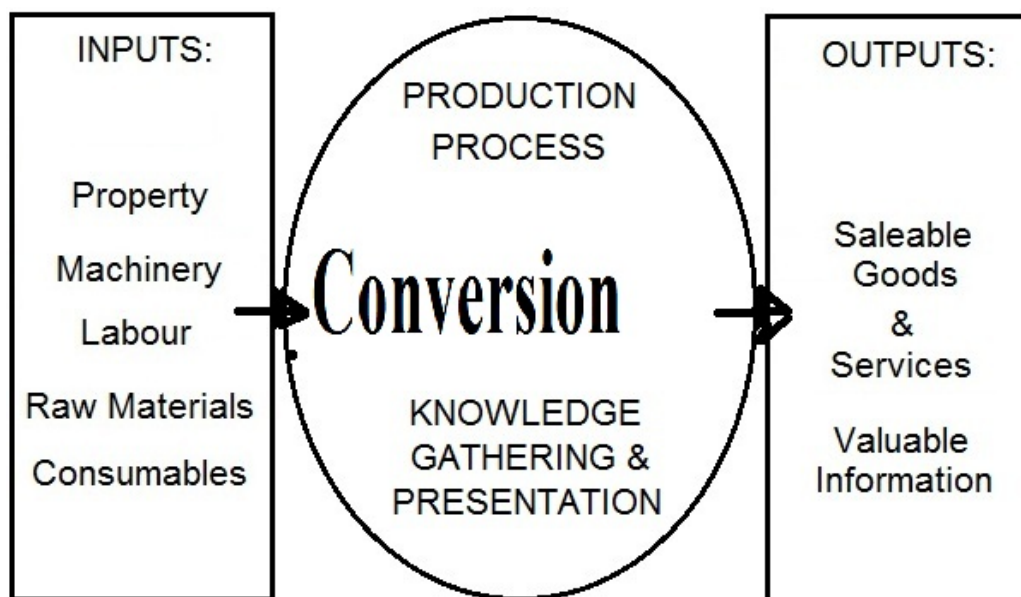 INPUTS:
Property
Machinery
Labour
Raw Materials
Consumables
PRODUCTION
PROCESS
Conversion
KNOWLEDGE
GATHERING &
PRESENTATION
OUTPUTS:
Saleable
Goods
&
Services
Valuable
Information